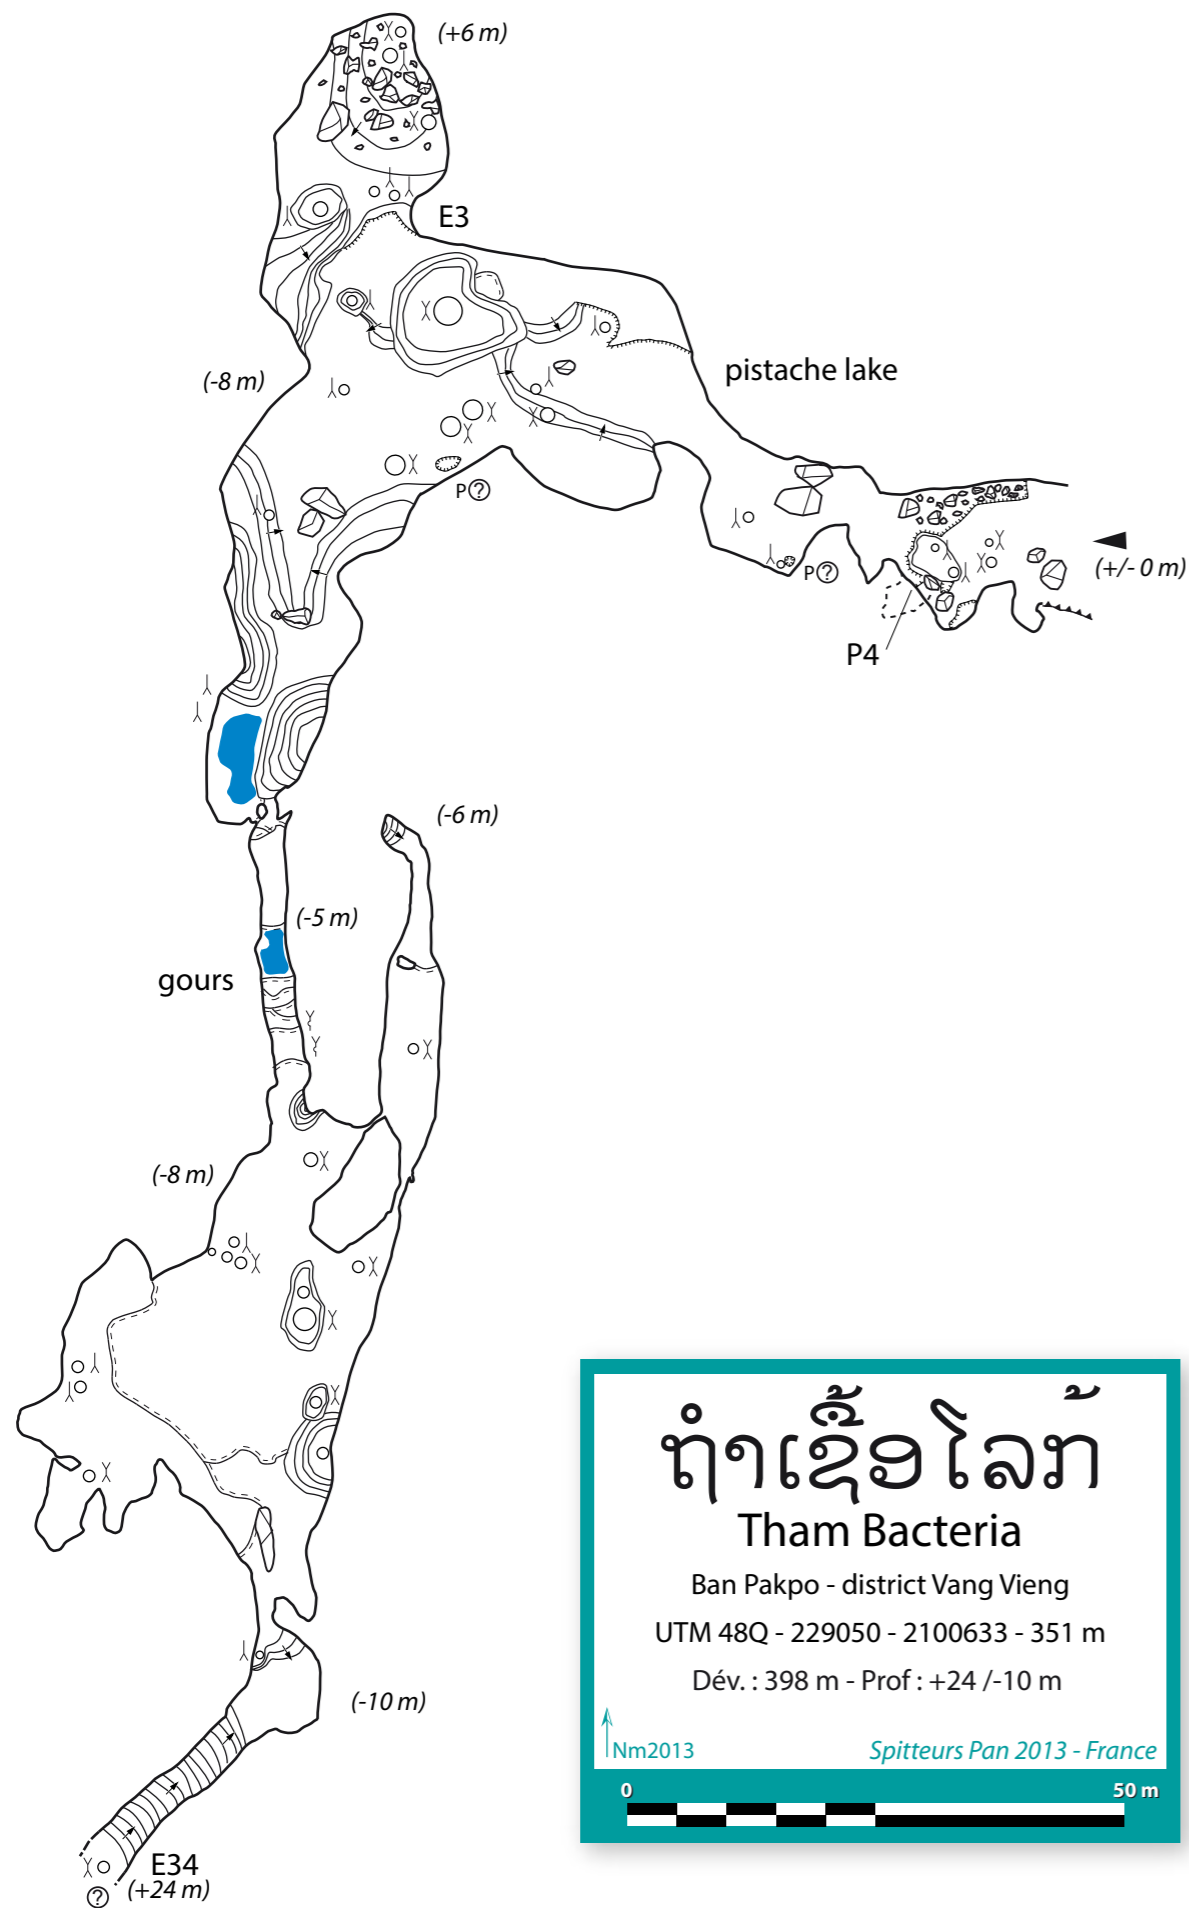 (+6 m)
E3
(-8 m)
pistache lake
P?
P?
(+/- 0 m)
P4
(-6 m)
(-5 m)
gours
(-8 m)
(-10 m)
E34
(+24 m)
?
ຖໍ້າເຊື້ອໂລກ້
Tham Bacteria
Ban Pakpo - district Vang Vieng
UTM 48Q - 229050 - 2100633 - 351 m
Dév. : 398 m - Prof : +24 /-10 m
Nm2013
Spitteurs Pan 2013 - France
0 50 m